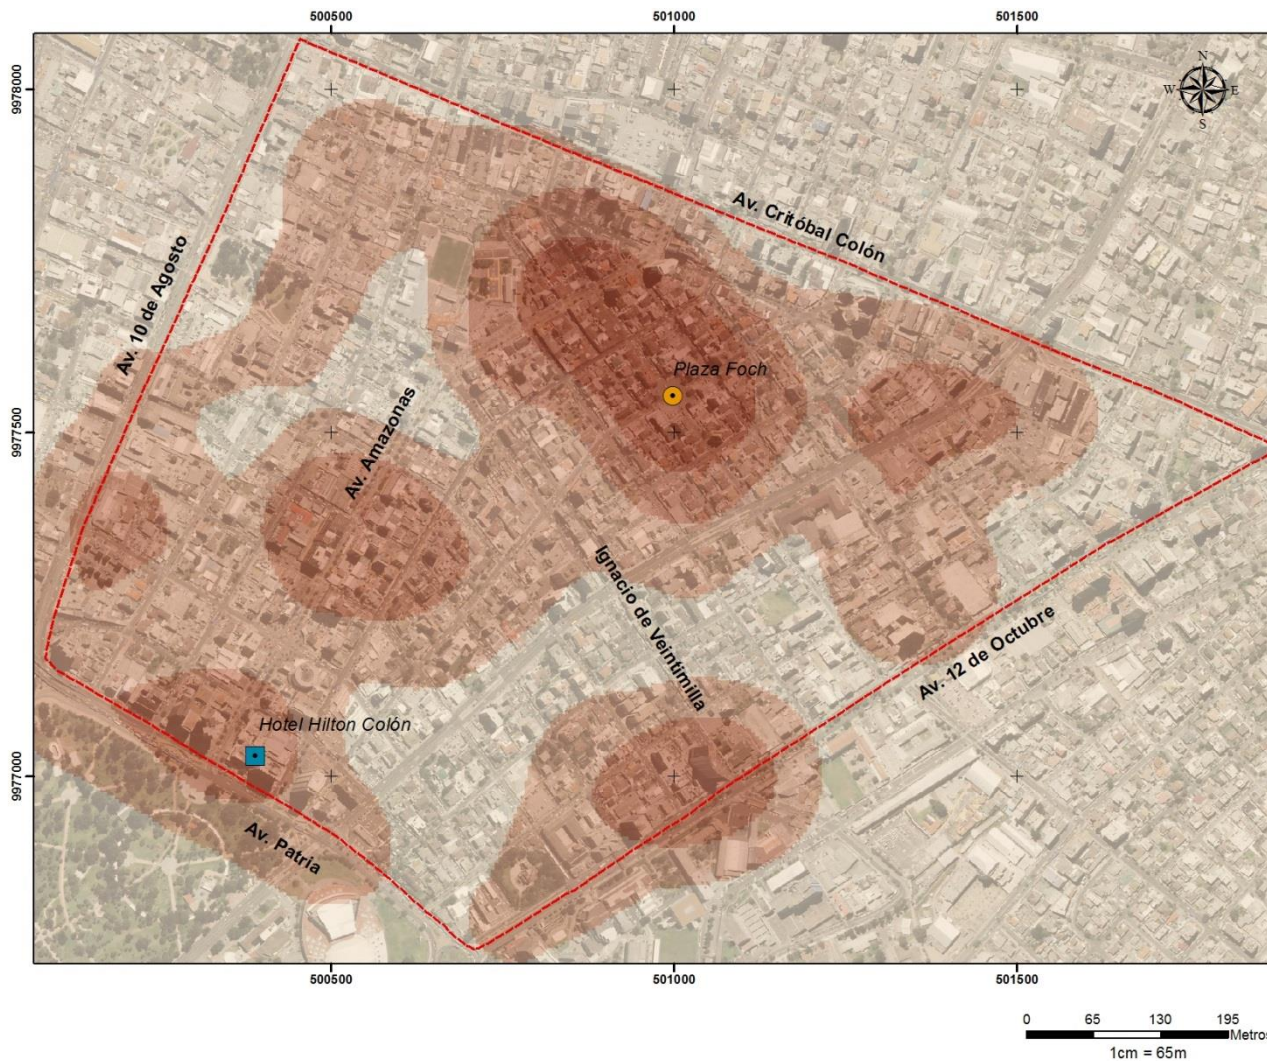 500500 501000 501500
9978000
N
W E
S
Av. Critóbal Colón
Av. 10 de Agosto
Plaza Foch
Av. Amazonas
9977500
Ignacio de Veintimilla
Av. 12 de Octubre
Hotel Hilton Colón
9977000
Av. Patria
500500 501000 501500
0 65 130 195
Metros
1cm = 65m